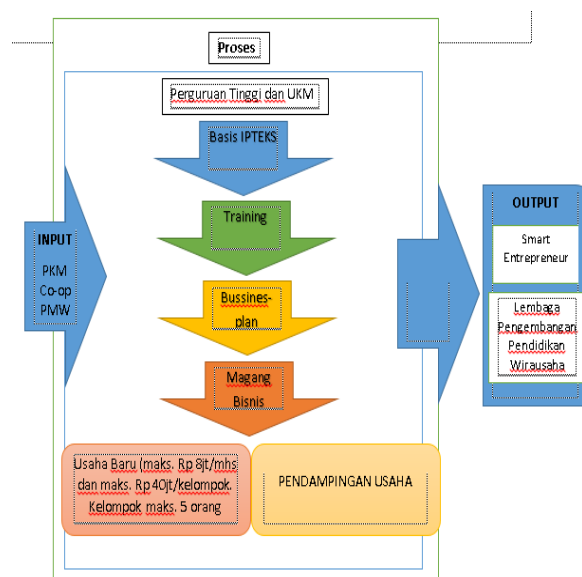 Proses
Perguruan Tinggi dan UKM
Basis IPTEKS
Training
Bussines-
plan
Magang
Bisnis
Usaha Baru (maks. Rp 8jt/mhs
dan maks. Rp 40jt/kelompok.
Kelompok maks. 5 orang
PENDAMPINGAN USAHA
INPUT
PKM
Co-op
PMW
OUTPUT
Smart
Entrepreneur
Lembaga
Pengembangan
Pendidikan
Wirausaha